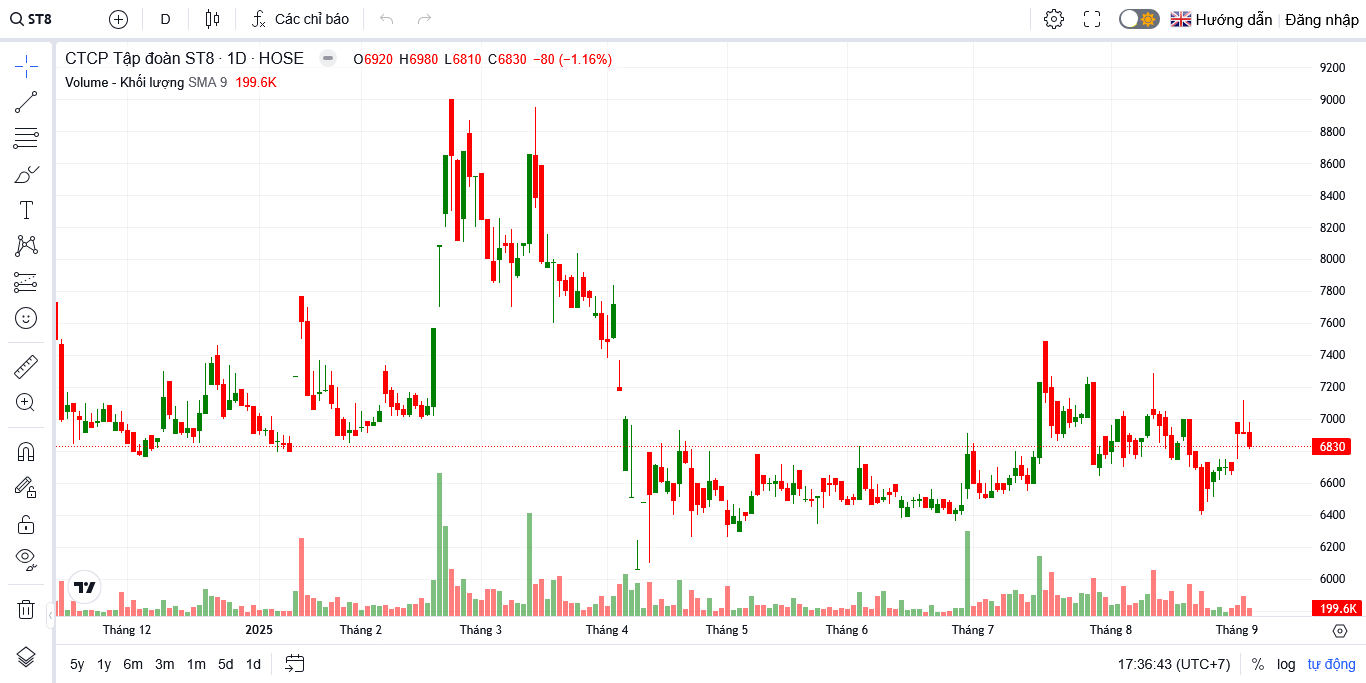 ST8 D Các chỉ báo Hướng dẫn Đăng nhập
CTCP Tập đoàn ST8 · 1D · HOSE O6920 H6980 L6810 C6830 −80 (−1.16%)
Volume - Khối lượng SMA 9 199.6K
9200
9000
8800
8600
8400
8200
8000
7800
7600
7400
7200
7000
6830
6600
6400
6200
6000
199.6K
Tháng 12 2025 Tháng 2 Tháng 3 Tháng 4 Tháng 5 Tháng 6 Tháng 7 Tháng 8 Tháng 9
5y 1y 6m 3m 1m 5d 1d 17:36:43 (UTC+7) % log tự động